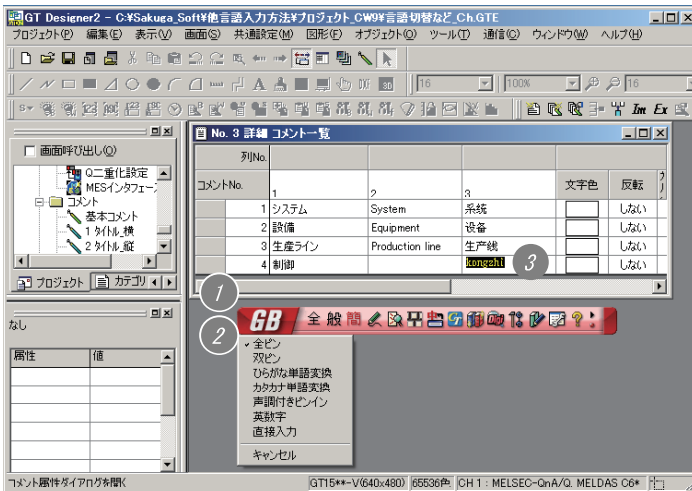 GT Designer2 - C:¥Sakuga_Soft¥他言語入力方法¥プロジェクト_CW9¥言語切替など_Ch.GTE
プロジェクト(P) 編集(E) 表示(V) 画面(S) 共通設定(M) 図形(F) オブジェクト(O) ツール(T) 通信(C) ウィンドウ(W) ヘルプ(H)
16 100% 16
Im Ex
画面呼び出し(O)
Q二重化設定
MESインタフェース
コメント
基本コメント
1 タイトル_横
2 タイトル_縦
プロジェクト カテゴリ
No. 3 詳細 コメント一覧
列No.
コメントNo. 1 2 3 文字色 反転
1 システム System 系统 しない
2 設備 Equipment 设备 しない
3 生産ライン Production line 生产线 しない
4 制御 kongzhi しない
3
1
2
GB 全 般 簡
全ピン
双ピン
ひらがな単語変換
カタカナ単語変換
声調付きピンイン
英数字
直接入力
キャンセル
なし
属性 値
コメント属性ダイアログを開く GT15**-V(640x480) 65536色 CH 1 : MELSEC-QnA/Q. MELDAS C6*